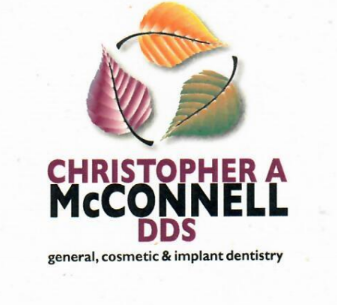 CHRISTOPHER A
McCONNELL
DDS
general, cosmetic & implant dentistry